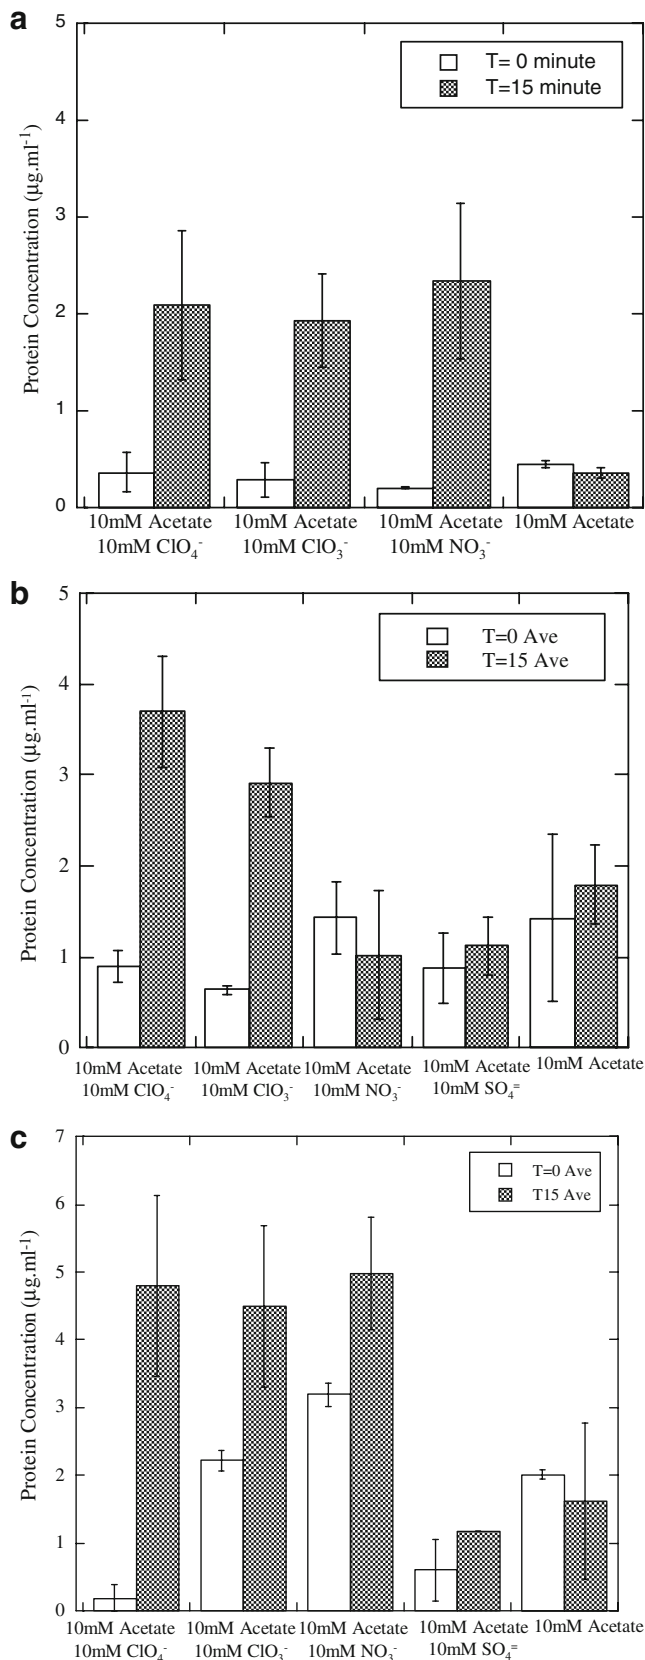 a
5
4
3
2
1
0
Protein Concentration (µg.ml⁻¹)
T= 0 minute
T=15 minute
10mM Acetate 10mM Acetate 10mM Acetate 10mM Acetate
10mM ClO₄⁻ 10mM ClO₃⁻ 10mM NO₃⁻
b
5
4
3
2
1
0
Protein Concentration (µg.ml⁻¹)
T=0 Ave
T=15 Ave
10mM Acetate 10mM Acetate 10mM Acetate 10mM Acetate 10mM Acetate
10mM ClO₄⁻ 10mM ClO₃⁻ 10mM NO₃⁻ 10mM SO₄⁼
c
7
6
5
4
3
2
1
0
Protein Concentration (µg.ml⁻¹)
T=0 Ave
T15 Ave
10mM Acetate 10mM Acetate 10mM Acetate 10mM Acetate 10mM Acetate
10mM ClO₄⁻ 10mM ClO₃⁻ 10mM NO₃⁻ 10mM SO₄⁼